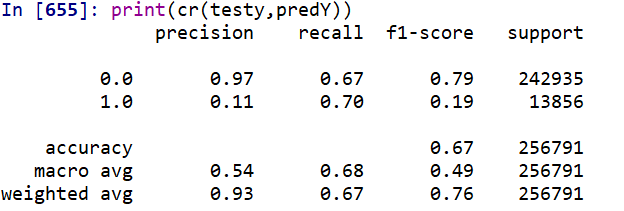 In [655]: print(cr(testy,predY))
precision recall f1-score support
0.0 0.97 0.67 0.79 242935
1.0 0.11 0.70 0.19 13856
accuracy 0.67 256791
macro avg 0.54 0.68 0.49 256791
weighted avg 0.93 0.67 0.76 256791